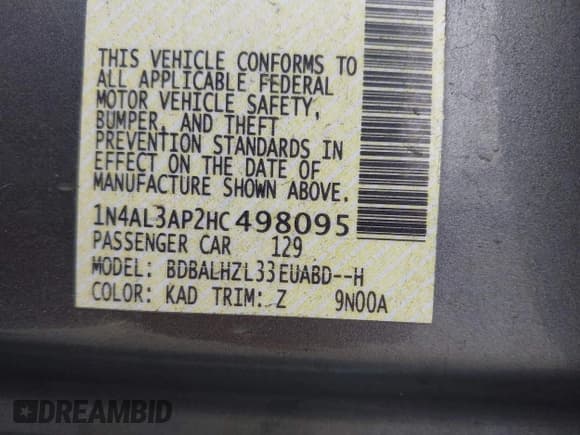 THIS VEHICLE CONFORMS TO
ALL APPLICABLE FEDERAL
MOTOR VEHICLE SAFETY,
BUMPER, AND THEFT
PREVENTION STANDARDS IN
EFFECT ON THE DATE OF
MANUFACTURE SHOWN ABOVE.
1N4AL3AP2HC498095
PASSENGER CAR 129
MODEL: BDBALHZL33EUABD--H
COLOR: KAD TRIM: Z 9N00A
DREAMBID